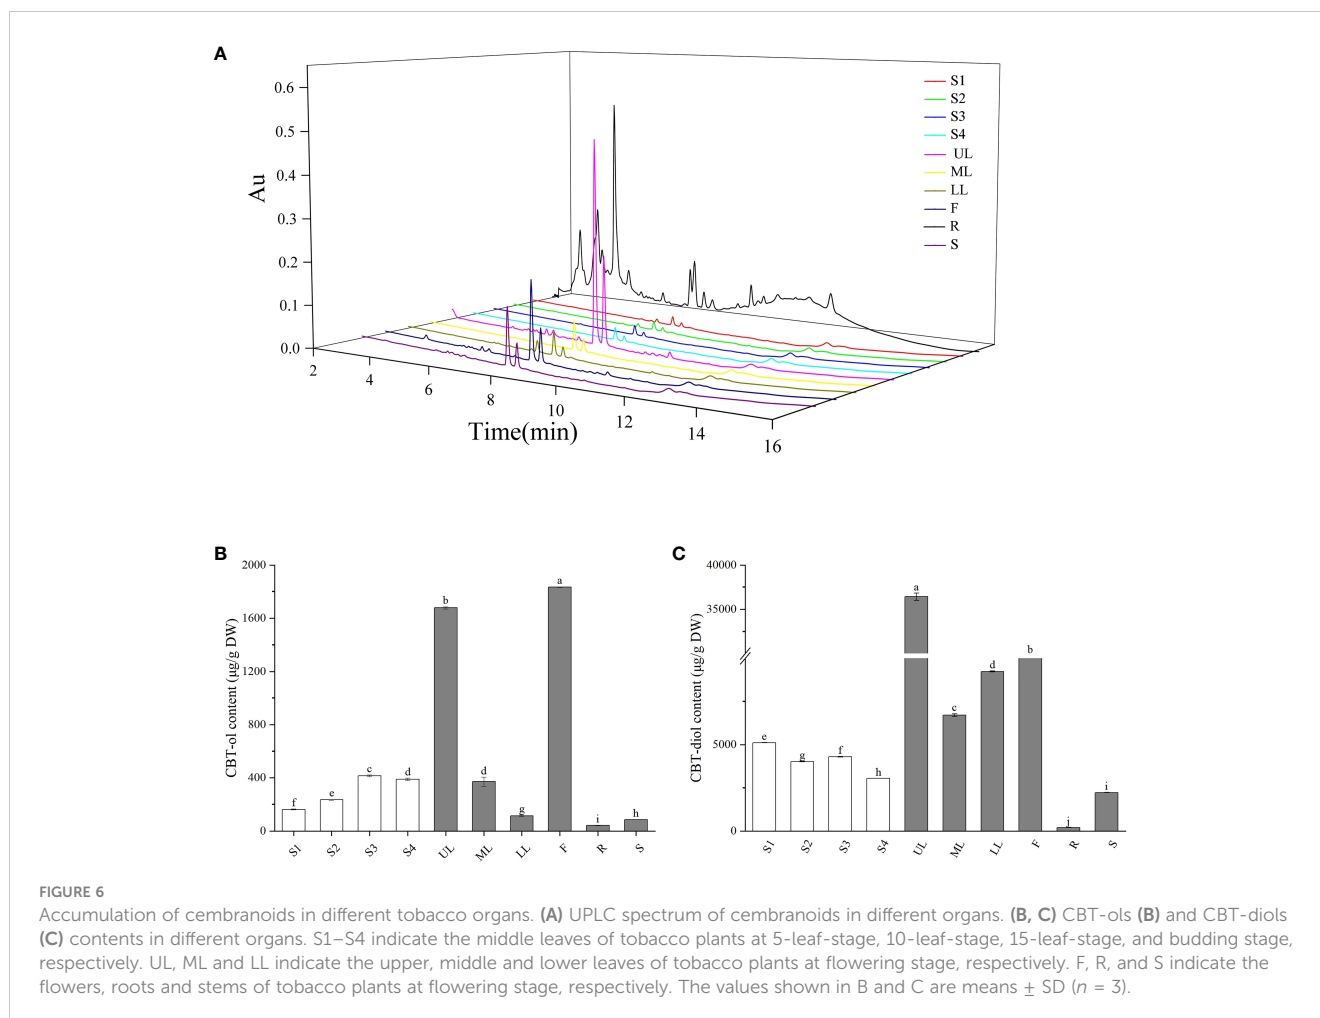 A
Au
0.6
0.5
0.4
0.3
0.2
0.1
0.0
2
4
6
8
10
12
14
16
Time(min)
S1
S2
S3
S4
UL
ML
LL
F
R
S
B
CBT-ol content (μg/g DW)
2000
1600
1200
800
400
0
f
e
c
d
b
d
g
a
i
h
S1
S2
S3
S4
UL
ML
LL
F
R
S
C
CBT-diol content (μg/g DW)
40000
35000
5000
0
e
g
f
h
a
c
d
b
j
i
S1
S2
S3
S4
UL
ML
LL
F
R
S
FIGURE 6
Accumulation of cembranoids in different tobacco organs. (A) UPLC spectrum of cembranoids in different organs. (B, C) CBT-ols (B) and CBT-diols
(C) contents in different organs. S1–S4 indicate the middle leaves of tobacco plants at 5-leaf-stage, 10-leaf-stage, 15-leaf-stage, and budding stage,
respectively. UL, ML and LL indicate the upper, middle and lower leaves of tobacco plants at flowering stage, respectively. F, R, and S indicate the
flowers, roots and stems of tobacco plants at flowering stage, respectively. The values shown in B and C are means ± SD (n = 3).